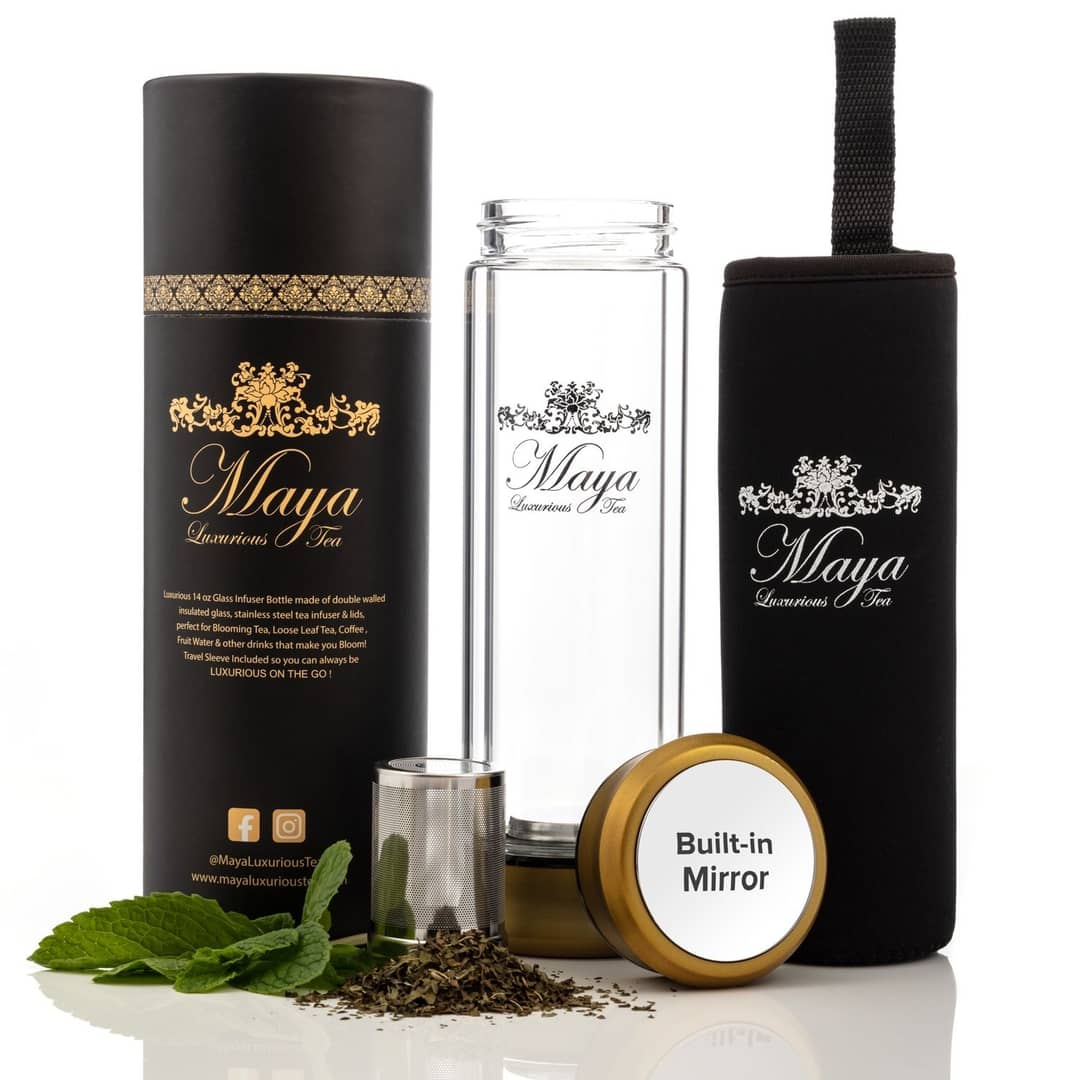 Maya
Luxurious Tea
Luxurious 14 oz Glass Infuser Bottle made of double walled
insulated glass, stainless steel tea infuser & lids,
perfect for Blooming Tea, Loose Leaf Tea, Coffee,
Fruit Water & other drinks that make you Bloom!
Travel Sleeve Included so you can always be
LUXURIOUS ON THE GO !
@MayaLuxuriousTe
www.mayaluxurioust
Maya
Luxurious Tea
Maya
Luxurious Tea
Built-in
Mirror